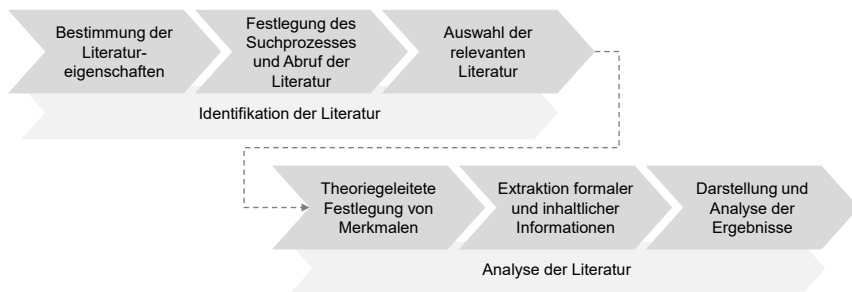 Bestimmung der
Literatur-
eigenschaften
Festlegung des
Suchprozesses
und Abruf der
Literatur
Auswahl der
relevanten
Literatur
Identifikation der Literatur
Theoriegeleitete
Festlegung von
Merkmalen
Extraktion formaler
und inhaltlicher
Informationen
Darstellung und
Analyse der
Ergebnisse
Analyse der Literatur